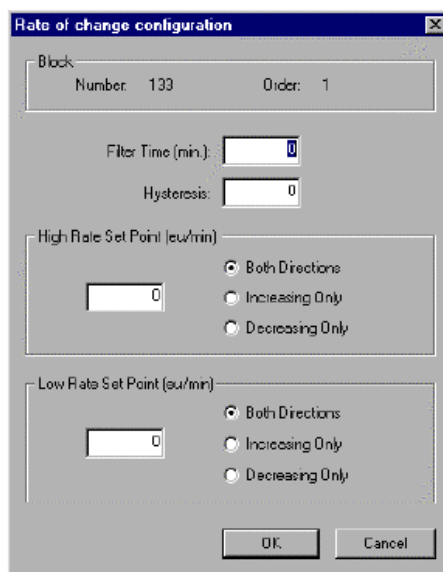 Rate of change configuration
Block
Number: 133 Order: 1
Filter Time (min.): 0
Hysteresis: 0
High Rate Set Point (eu/min)
0
Both Directions
Increasing Only
Decreasing Only
Low Rate Set Point (eu/min)
0
Both Directions
Increasing Only
Decreasing Only
OK Cancel